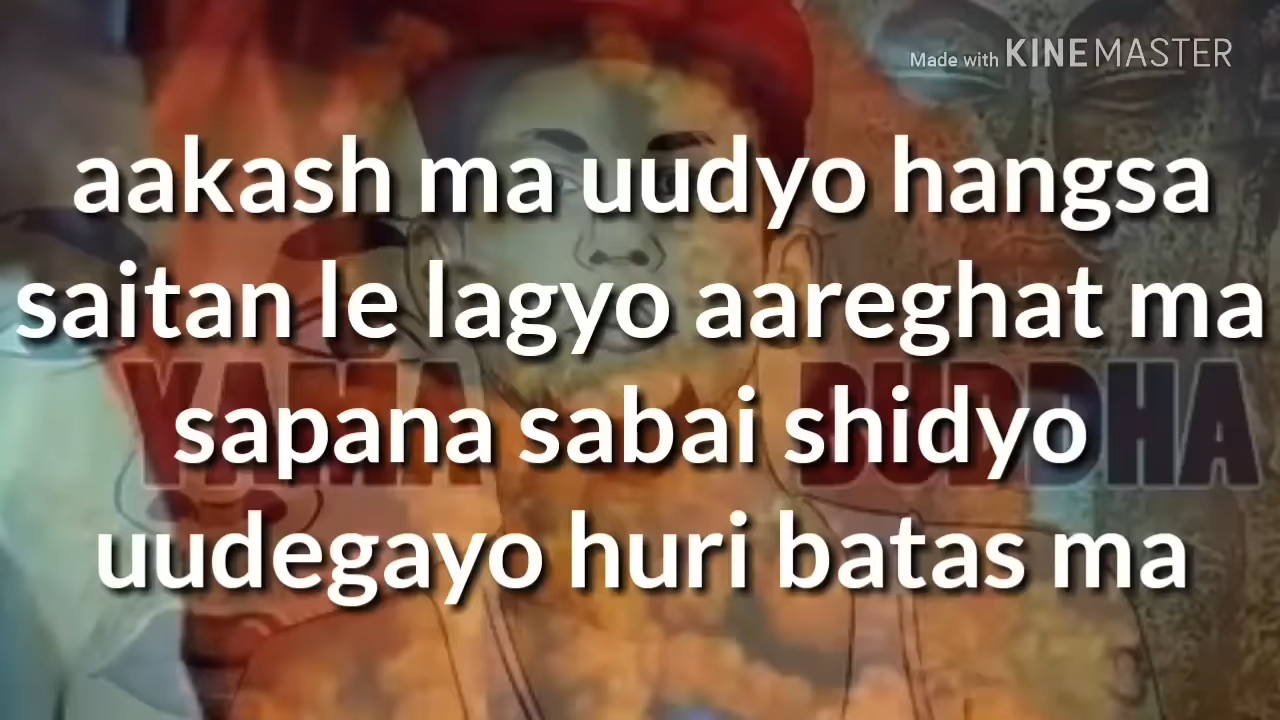 Made with KINEMASTER
aakash ma uudyo hangsa
saitan le lagyo aareghat ma
YAMA BUDDHA
sapana sabai shidyo
uudegayo huri batas ma